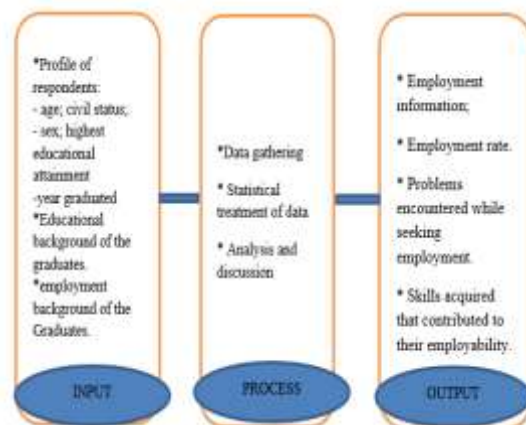 *Profile of
respondents:
- age; civil status;
- sex; highest
educational
attainment
-year graduated
*Educational
background of the
graduates.
*employment
background of the
Graduates.
INPUT
*Data gathering
* Statistical
treatment of data
* Analysis and
discussion
PROCESS
* Employment
information;
* Employment rate.
* Problems
encountered while
seeking
employment.
* Skills acquired
that contributed to
their employability.
OUTPUT